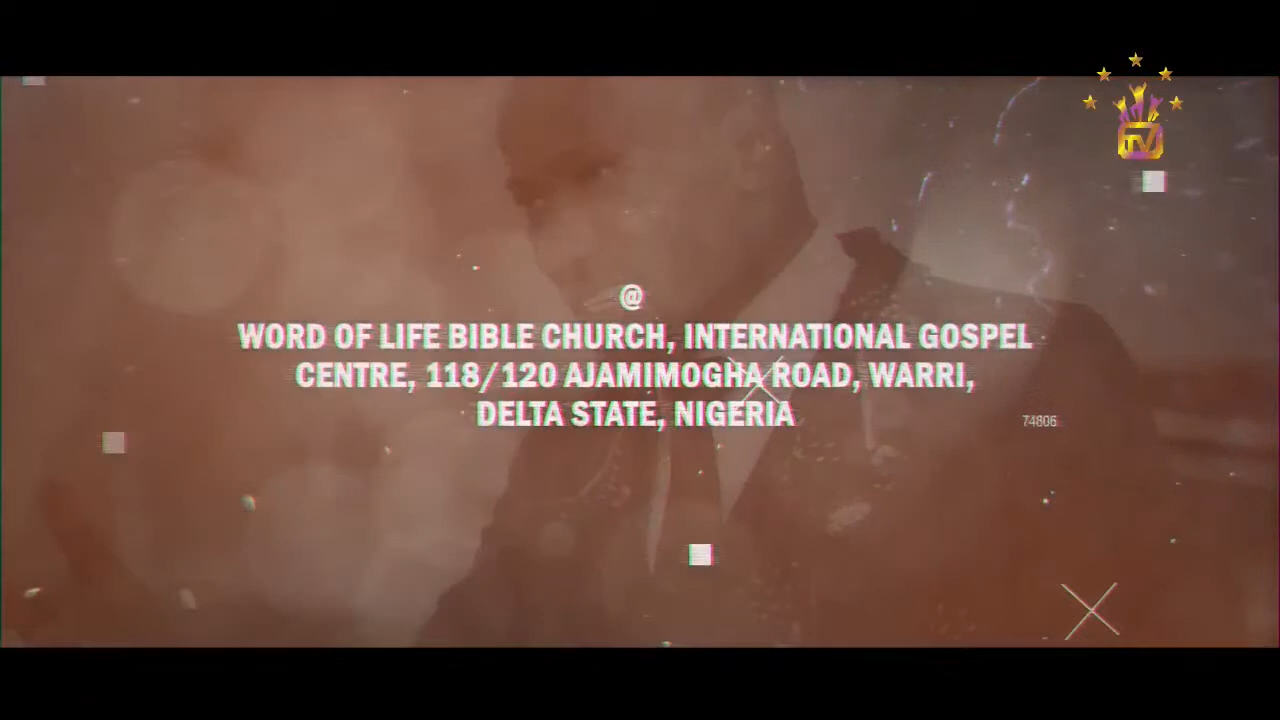 TV
@
WORD OF LIFE BIBLE CHURCH, INTERNATIONAL GOSPEL
CENTRE, 118/120 AJAMIMOGHA ROAD, WARRI,
DELTA STATE, NIGERIA
74806